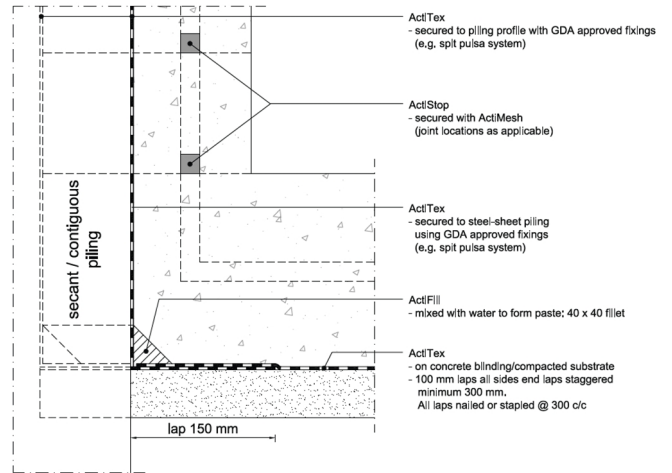 ActiTex
- secured to piling profile with GDA approved fixings
(e.g. spit pulsa system)
ActiStop
- secured with ActiMesh
(joint locations as applicable)
secant / contiguous
piling
ActiTex
- secured to steel-sheet piling
using GDA approved fixings
(e.g. spit pulsa system)
ActiFill
- mixed with water to form paste; 40 x 40 fillet
ActiTex
- on concrete blinding/compacted substrate
- 100 mm laps all sides end laps staggered
minimum 300 mm.
All laps nailed or stapled @ 300 c/c
lap 150 mm